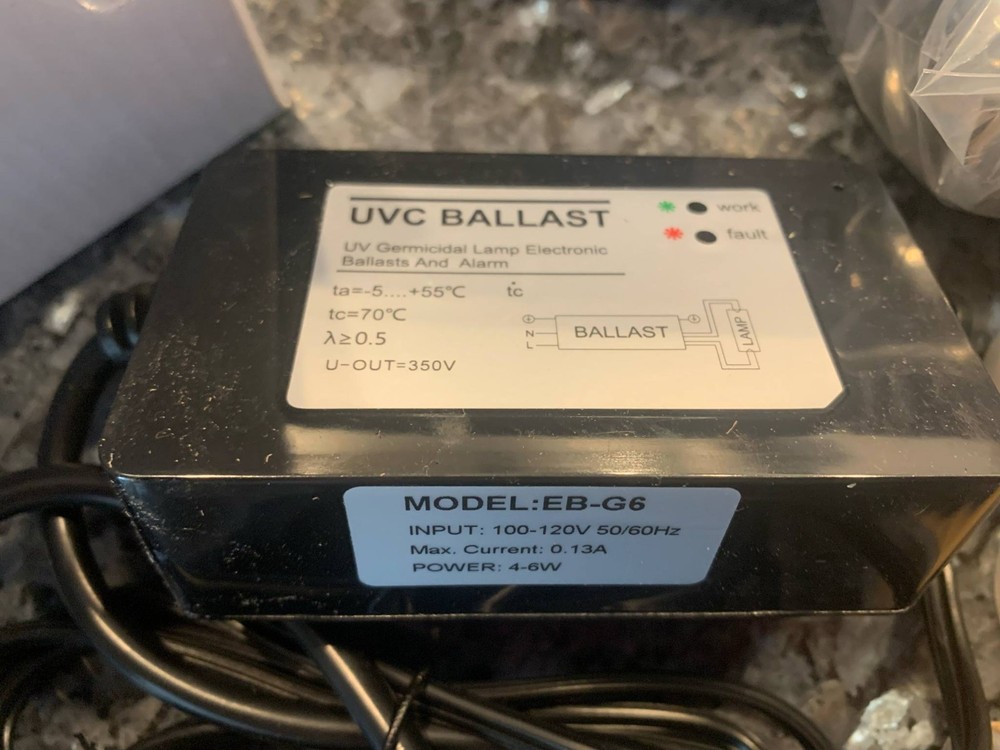 UVC BALLAST
UV Germicidal Lamp Electronic
Ballasts And Alarm
work
fault
ta=-5....+55℃ tc
tc=70℃
λ≥0.5
U-OUT=350V
N
L
BALLAST
LAMP
MODEL:EB-G6
INPUT: 100-120V 50/60Hz
Max. Current: 0.13A
POWER: 4-6W